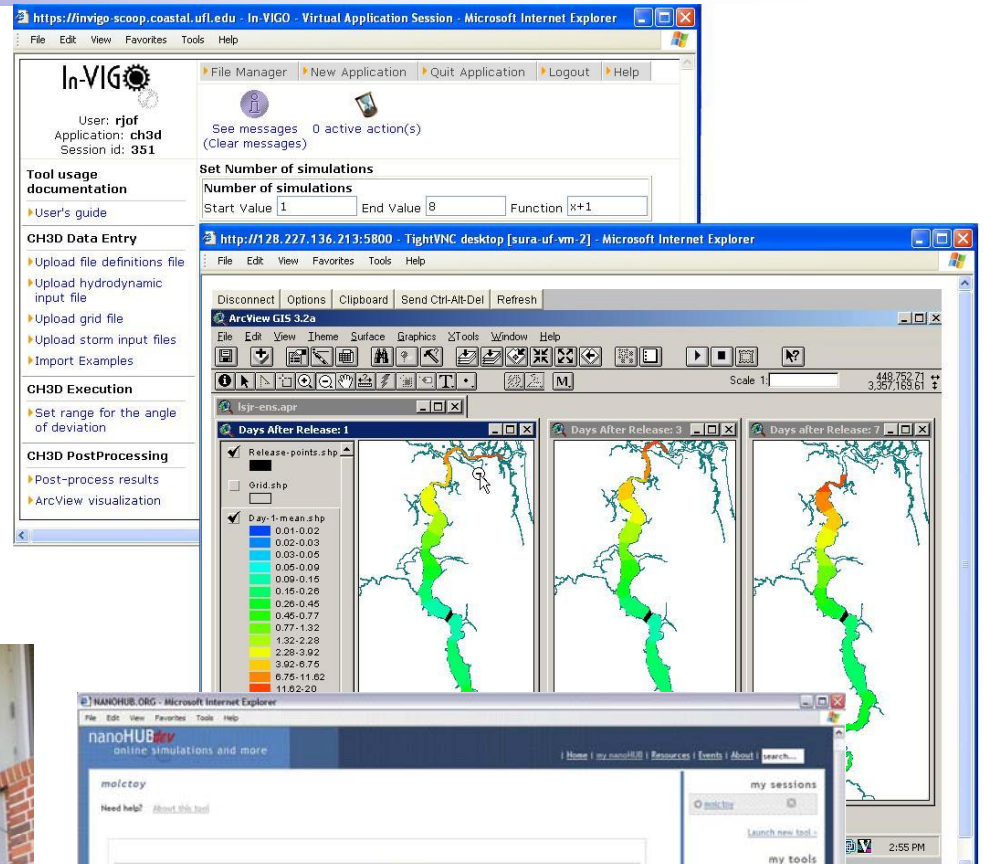 https://invigo-scoop.coastal.ufl.edu - In-VIGO - Virtual Application Session - Microsoft Internet Explorer
File Edit View Favorites Tools Help
In-VIGO
User: rjof
Application: ch3d
Session id: 351
File Manager New Application Quit Application Logout Help
See messages 0 active action(s)
(Clear messages)
Tool usage
documentation
User's guide
CH3D Data Entry
Upload file definitions file
Upload hydrodynamic
input file
Upload grid file
Upload storm input files
Import Examples
CH3D Execution
Set range for the angle
of deviation
CH3D PostProcessing
Post-process results
ArcView visualization
Set Number of simulations
Number of simulations
Start Value 1 End Value 8 Function x+1
http://128.227.136.213:5800 - TightVNC desktop [sura-uf-vm-2] - Microsoft Internet Explorer
File Edit View Favorites Tools Help
Disconnect Options Clipboard Send Ctrl-Alt-Del Refresh
ArcView GIS 3.2a
File Edit View Theme Surface Graphics XTools Window Help
Scale 1: 448,752.71
3,357,169.61
lsjr-ens.apr
Days After Release: 1
Release-points.shp
Grid.shp
Day-1-mean.shp
0.01-0.02
0.02-0.03
0.03-0.05
0.05-0.09
0.09-0.15
0.15-0.26
0.26-0.45
0.45-0.77
0.77-1.32
1.32-2.28
2.28-3.92
3.92-6.75
6.75-11.62
11.62-20
Days After Release: 3
Days after Release: 7
NANOHUB.ORG - Microsoft Internet Explorer
File Edit View Favorites Tools Help
nanoHUBdev
online simulations and more
Home | my nanoHUB | Resources | Events | About | search...
molctoy
Need help? About this tool
my sessions
molctoy
Launch new tool
my tools
2:55 PM